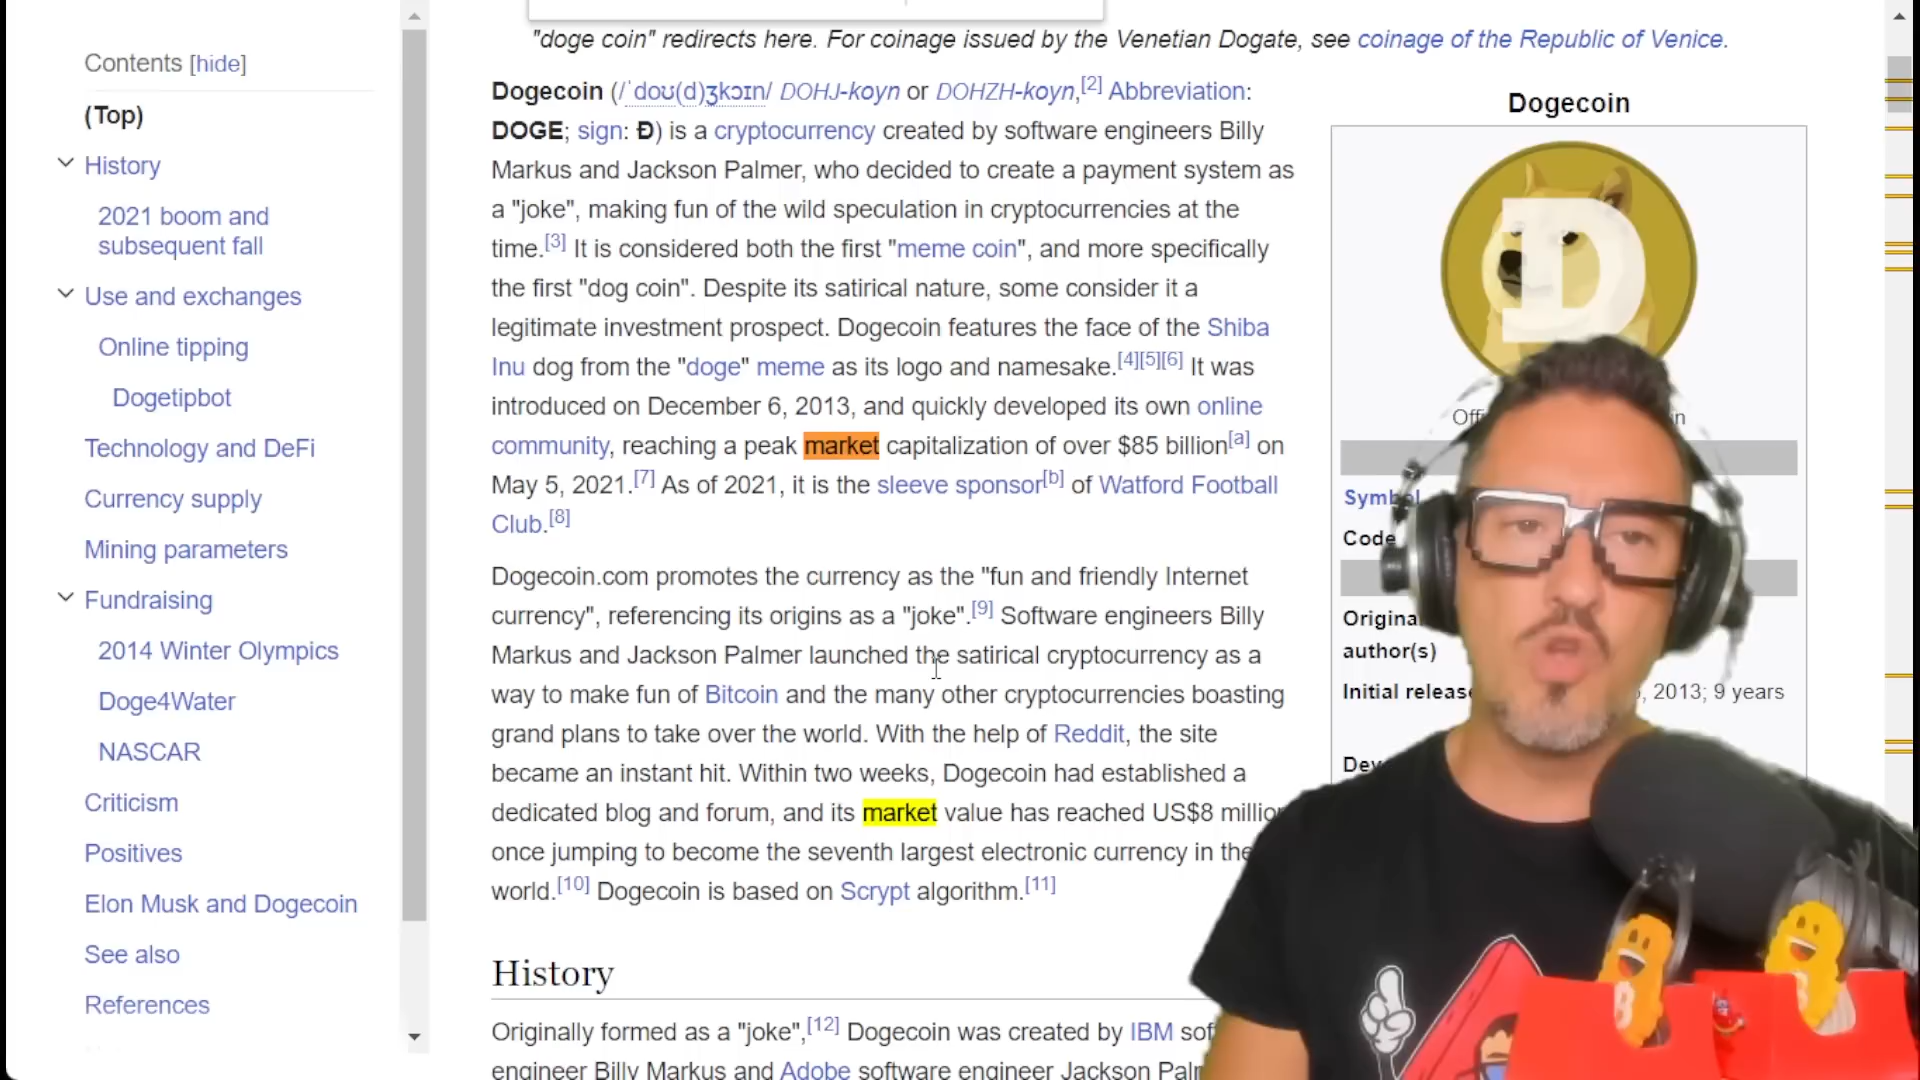 Contents [hide]
(Top)
History
2021 boom and
subsequent fall
Use and exchanges
Online tipping
Dogetipbot
Technology and DeFi
Currency supply
Mining parameters
Fundraising
2014 Winter Olympics
Doge4Water
NASCAR
Criticism
Positives
Elon Musk and Dogecoin
See also
References
"doge coin" redirects here. For coinage issued by the Venetian Dogate, see coinage of the Republic of Venice.
Dogecoin (/ˈdoʊ(d)ʒkɔɪn/ DOHJ-koyn or DOHZH-koyn,[2] Abbreviation:
DOGE; sign: Ð) is a cryptocurrency created by software engineers Billy
Markus and Jackson Palmer, who decided to create a payment system as
a "joke", making fun of the wild speculation in cryptocurrencies at the
time.[3] It is considered both the first "meme coin", and more specifically
the first "dog coin". Despite its satirical nature, some consider it a
legitimate investment prospect. Dogecoin features the face of the Shiba
Inu dog from the "doge" meme as its logo and namesake.[4][5][6] It was
introduced on December 6, 2013, and quickly developed its own online
community, reaching a peak market capitalization of over $85 billion[a] on
May 5, 2021.[7] As of 2021, it is the sleeve sponsor[b] of Watford Football
Club.[8]
Dogecoin.com promotes the currency as the "fun and friendly Internet
currency", referencing its origins as a "joke".[9] Software engineers Billy
Markus and Jackson Palmer launched the satirical cryptocurrency as a
way to make fun of Bitcoin and the many other cryptocurrencies boasting
grand plans to take over the world. With the help of Reddit, the site
became an instant hit. Within two weeks, Dogecoin had established a
dedicated blog and forum, and its market value has reached US$8 million
once jumping to become the seventh largest electronic currency in the
world.[10] Dogecoin is based on Scrypt algorithm.[11]
History
Originally formed as a "joke",[12] Dogecoin was created by IBM
engineer Billy Markus and Adobe software engineer Jackson
Dogecoin
Ð
Symbol
Code
Original
author(s)
Initial release
, 2013; 9 years